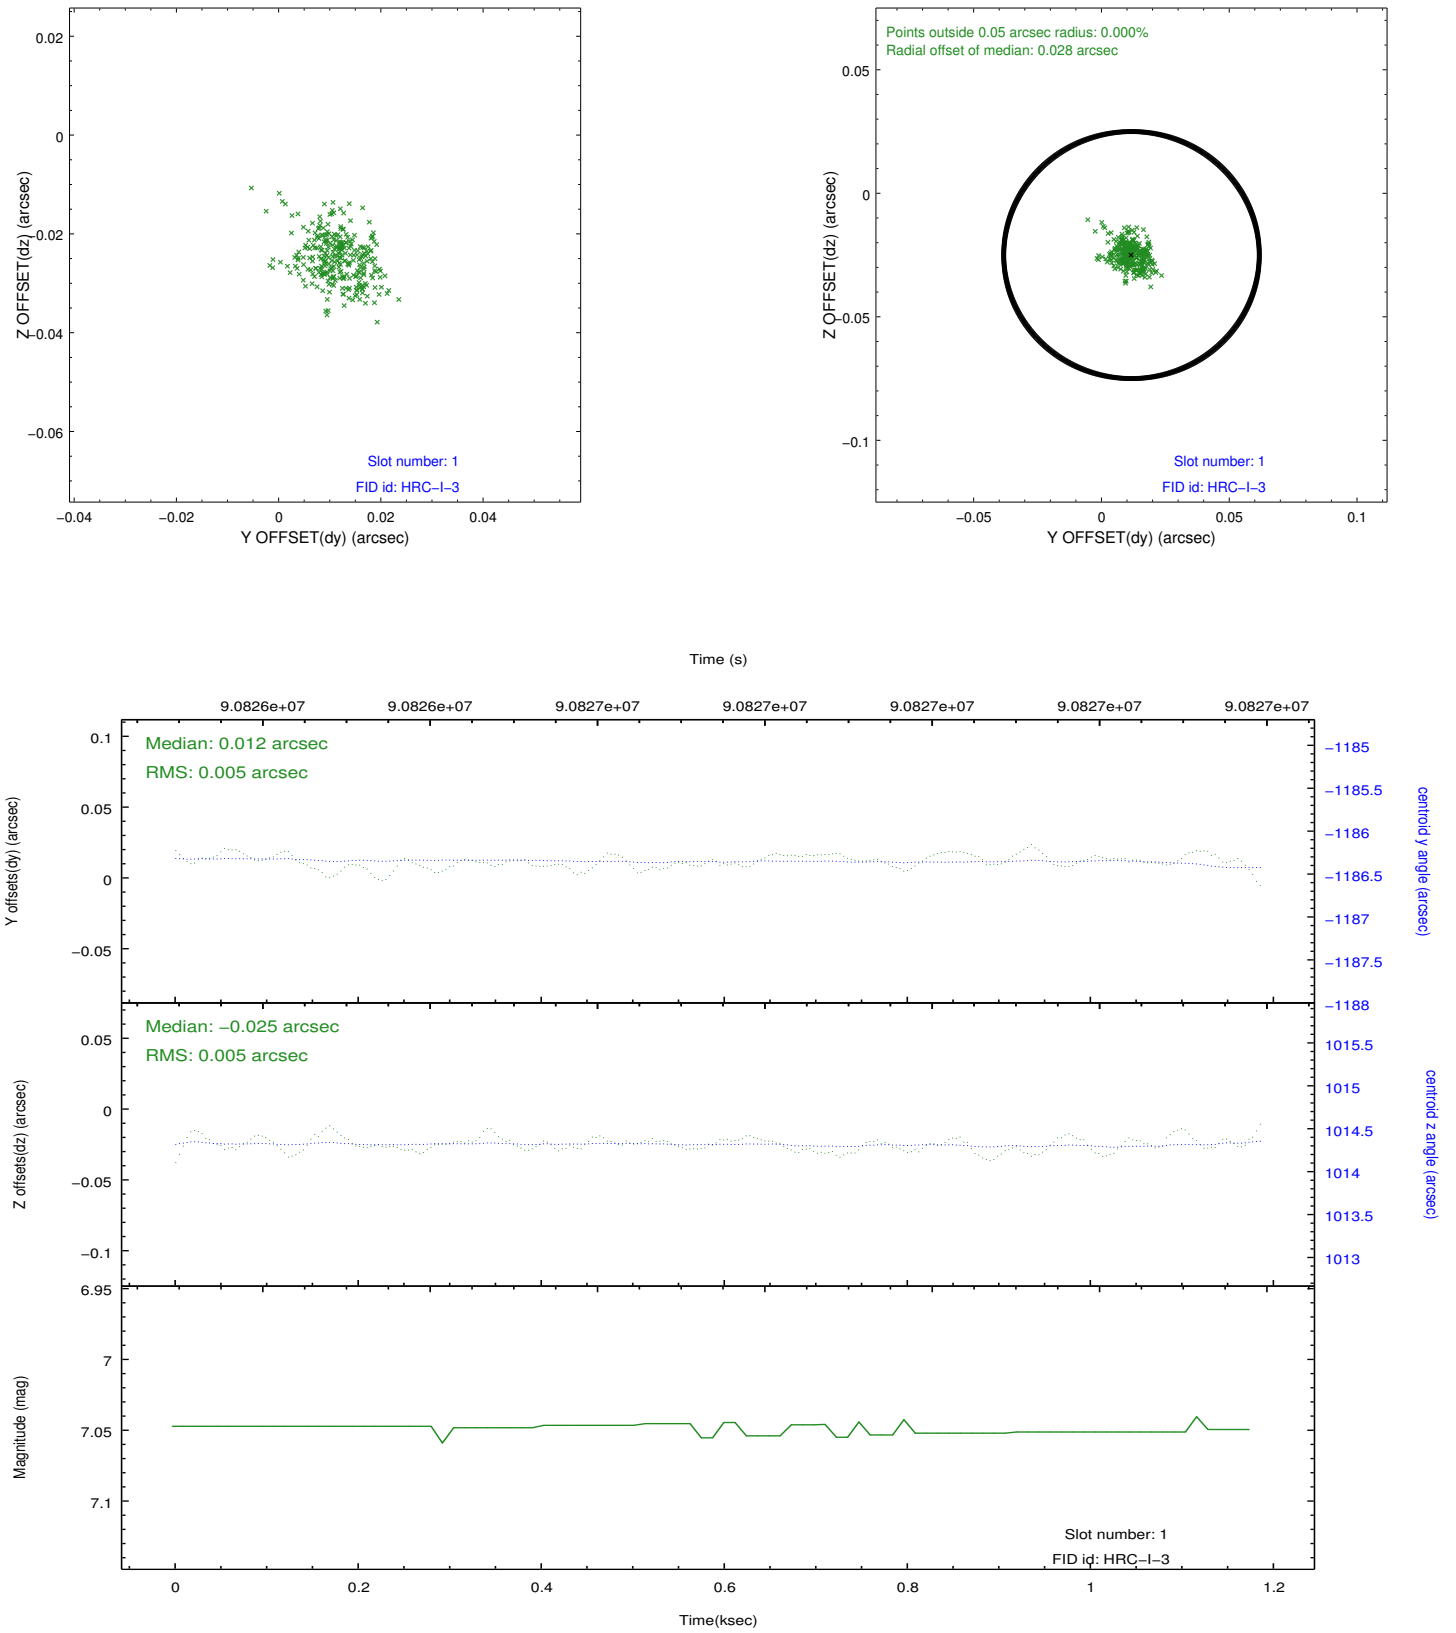 0.02
0
−0.02
−0.04
−0.06
Z OFFSET(dz) (arcsec)
Slot number: 1
FID id: HRC−I−3
−0.04
−0.02
0
0.02
0.04
Y OFFSET(dy) (arcsec)
Points outside 0.05 arcsec radius: 0.000%
Radial offset of median: 0.028 arcsec
0.05
0
−0.05
−0.1
Z OFFSET(dz) (arcsec)
Slot number: 1
FID id: HRC−I−3
−0.05
0
0.05
0.1
Y OFFSET(dy) (arcsec)
Time (s)
9.0826e+07
9.0826e+07
9.0827e+07
9.0827e+07
9.0827e+07
9.0827e+07
9.0827e+07
Median: 0.012 arcsec
RMS: 0.005 arcsec
0.1
0.05
0
−0.05
Y offsets(dy) (arcsec)
−1185
−1185.5
−1186
−1186.5
−1187
−1187.5
−1188
centroid y angle (arcsec)
Median: −0.025 arcsec
RMS: 0.005 arcsec
0.05
0
−0.05
−0.1
Z offsets(dz) (arcsec)
1015.5
1015
1014.5
1014
1013.5
1013
centroid z angle (arcsec)
6.95
7
7.05
7.1
Magnitude (mag)
Slot number: 1
FID id: HRC−I−3
0
0.2
0.4
0.6
0.8
1
1.2
Time(ksec)